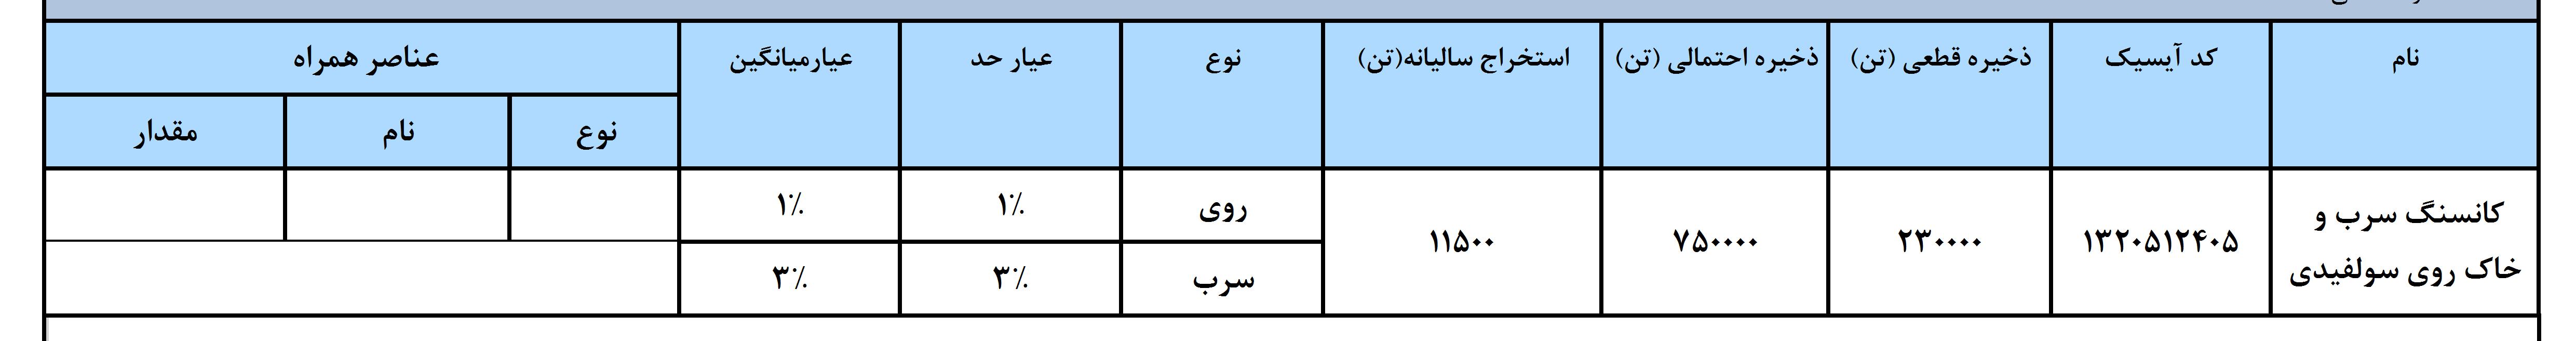 نام
کد آیسیک
ذخیره قطعی (تن)
ذخیره احتمالی (تن)
استخراج سالیانه(تن)
نوع
عیار حد
عیارمیانگین
عناصر همراه
نوع
نام
مقدار
کانسنگ سرب و
خاک روی سولفیدی
۱۳۲۰۵۱۲۴۰۵
۲۳۰۰۰۰
۷۵۰۰۰۰
۱۱۵۰۰
روی
۱٪
۱٪
سرب
۳٪
۳٪